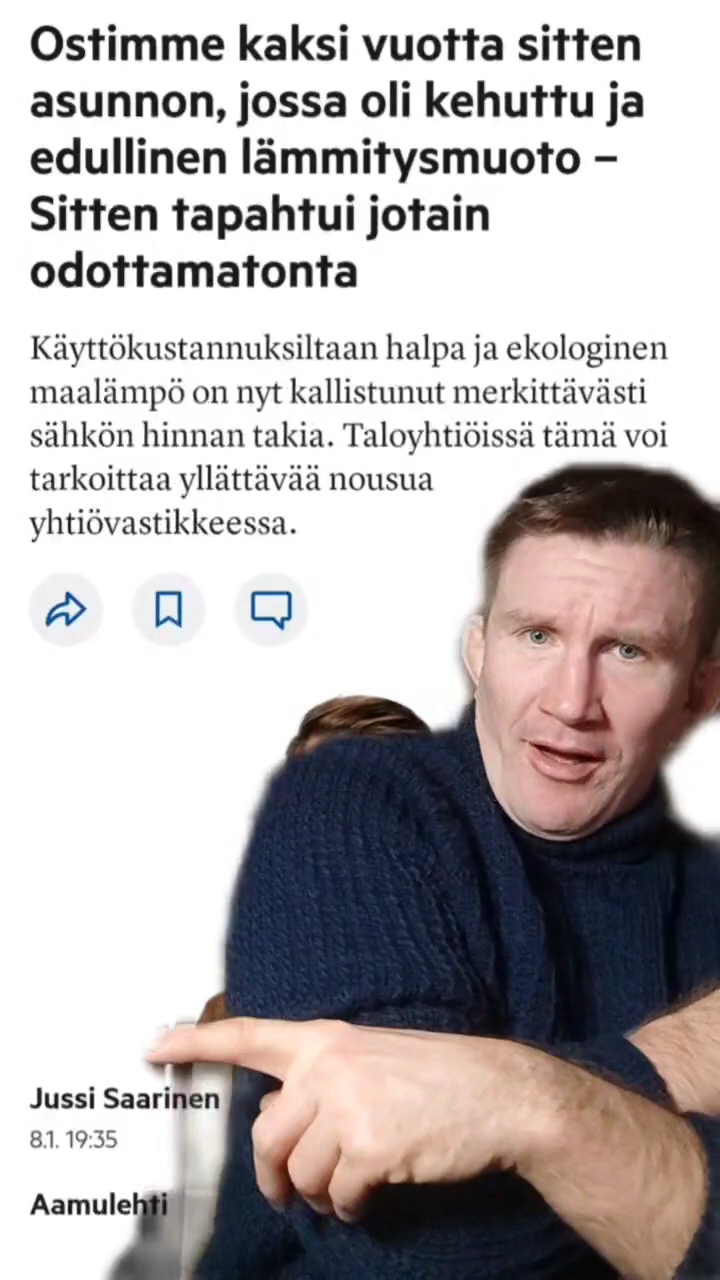 Ostimme kaksi vuotta sitten
asunnon, jossa oli kehuttu ja
edullinen lämmitysmuoto –
Sitten tapahtui jotain
odottamatonta
Käyttökustannuksiltaan halpa ja ekologinen
maalämpö on nyt kallistunut merkittävästi
sähkön hinnan takia. Taloyhtiöissä tämä voi
tarkoittaa yllättävää nousua
yhtiövastikkeessa.
Jussi Saarinen
8.1. 19:35
Aamulehti